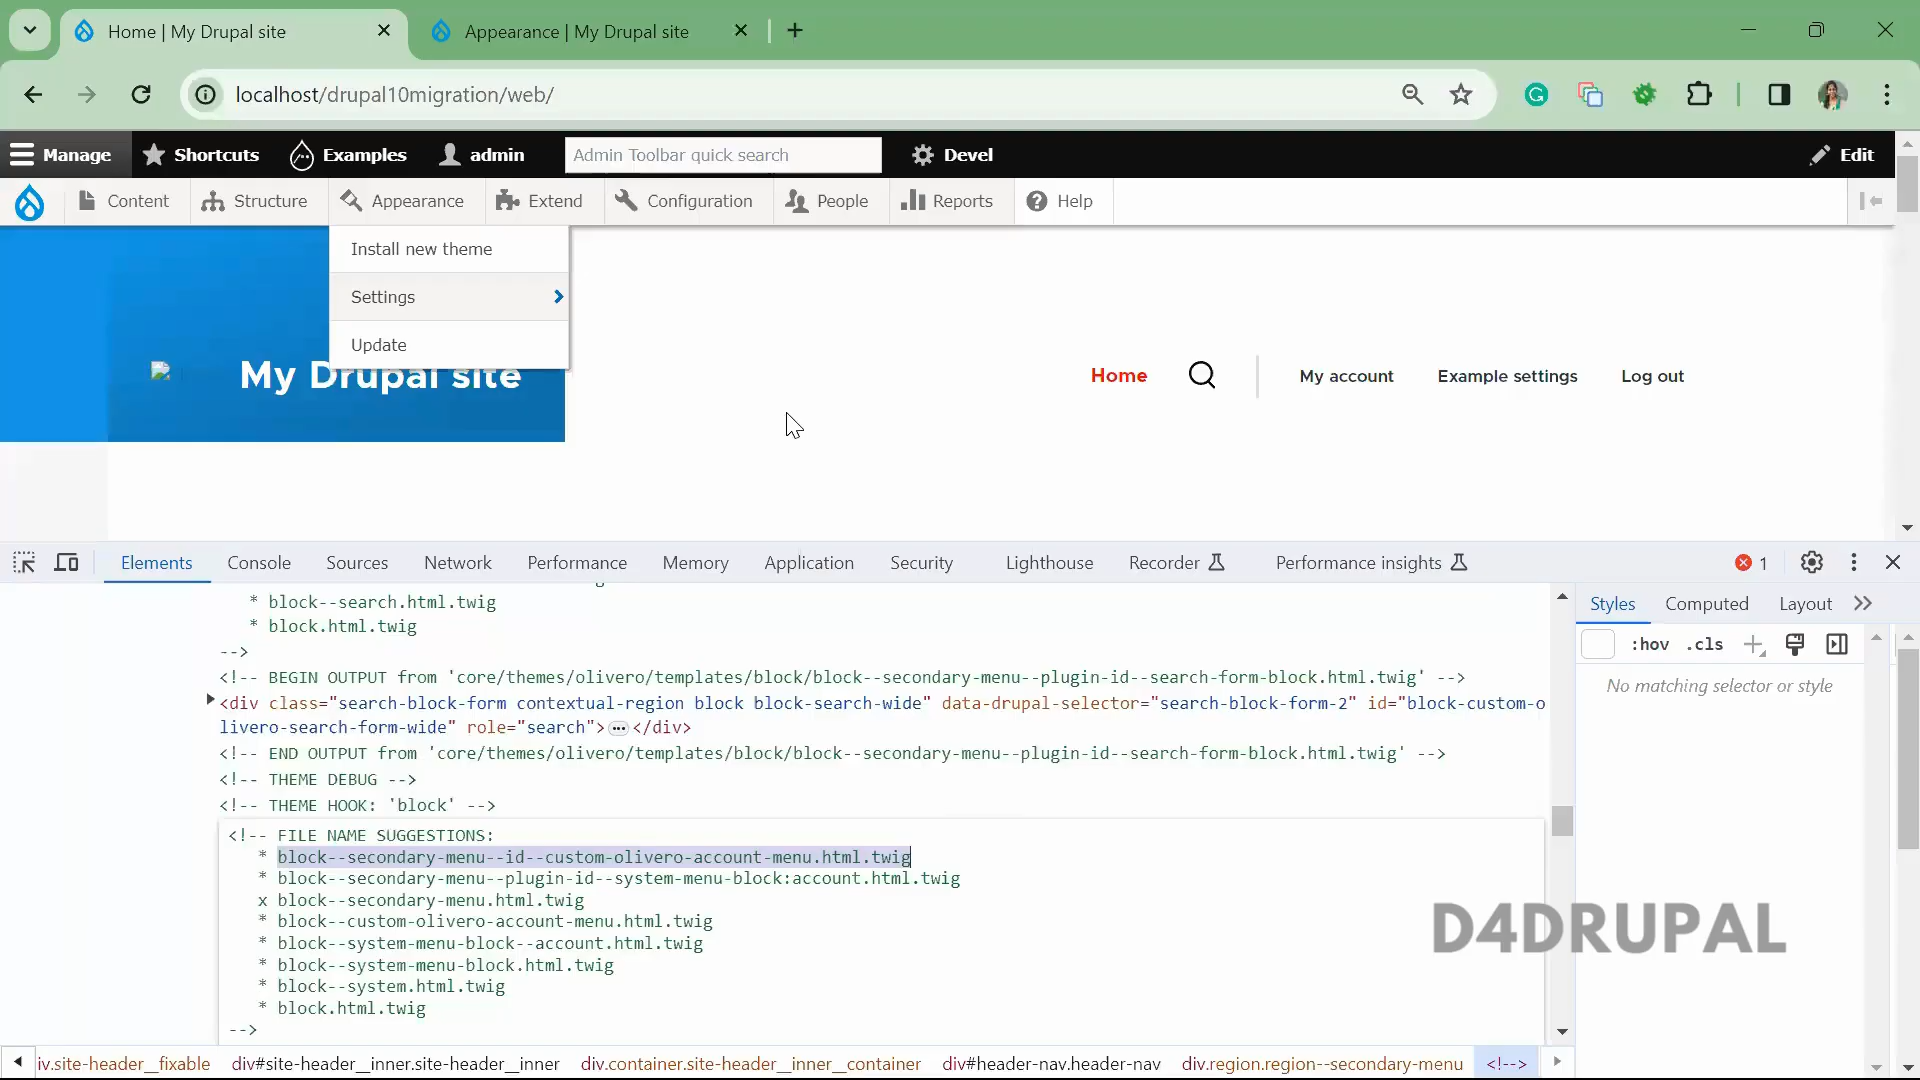 Home | My Drupal site
Appearance | My Drupal site
localhost/drupal10migration/web/
Manage Shortcuts Examples admin Admin Toolbar quick search Devel Edit
Content Structure Appearance Extend Configuration People Reports Help
Install new theme
Settings
Update
My Drupal site
Home My account Example settings Log out
Elements Console Sources Network Performance Memory Application Security Lighthouse Recorder Performance insights 1
* block--search.html.twig
* block.html.twig
-->
<!-- BEGIN OUTPUT from 'core/themes/olivero/templates/block/block--secondary-menu--plugin-id--search-form-block.html.twig' -->
<div class="search-block-form contextual-region block block-search-wide" data-drupal-selector="search-block-form-2" id="block-custom-o
livero-search-form-wide" role="search">…</div>
<!-- END OUTPUT from 'core/themes/olivero/templates/block/block--secondary-menu--plugin-id--search-form-block.html.twig' -->
<!-- THEME DEBUG -->
<!-- THEME HOOK: 'block' -->
<!-- FILE NAME SUGGESTIONS:
* block--secondary-menu--id--custom-olivero-account-menu.html.twig
* block--secondary-menu--plugin-id--system-menu-block:account.html.twig
x block--secondary-menu.html.twig
* block--custom-olivero-account-menu.html.twig
* block--system-menu-block--account.html.twig
* block--system-menu-block.html.twig
* block--system.html.twig
* block.html.twig
-->
Styles Computed Layout
:hov .cls
No matching selector or style
D4DRUPAL
iv.site-header__fixable div#site-header__inner.site-header__inner div.container.site-header__inner__container div#header-nav.header-nav div.region.region--secondary-menu <!-->